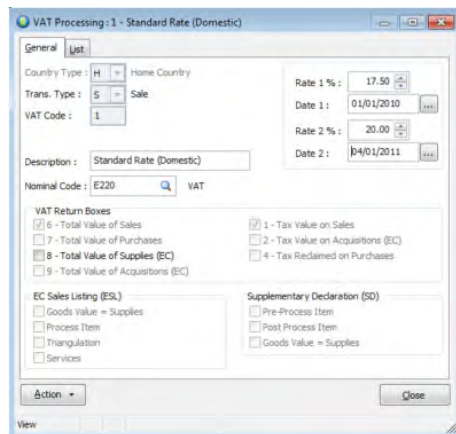 VAT Processing : 1 - Standard Rate (Domestic)
General List
Country Type : H Home Country
Trans. Type : S Sale
VAT Code : 1
Rate 1 % : 17.50
Date 1 : 01/01/2010 ...
Rate 2 % : 20.00
Date 2 : 04/01/2011 ...
Description : Standard Rate (Domestic)
Nominal Code : E220 VAT
VAT Return Boxes
6 - Total Value of Sales
1 - Tax Value on Sales
7 - Total Value of Purchases
2 - Tax Value on Acquisitions (EC)
8 - Total Value of Supplies (EC)
4 - Tax Reclaimed on Purchases
9 - Total Value of Acquisitions (EC)
EC Sales Listing (ESL)
Goods Value = Supplies
Process Item
Triangulation
Services
Supplementary Declaration (SD)
Pre-Process Item
Post Process Item
Goods Value = Supplies
Action Close
View